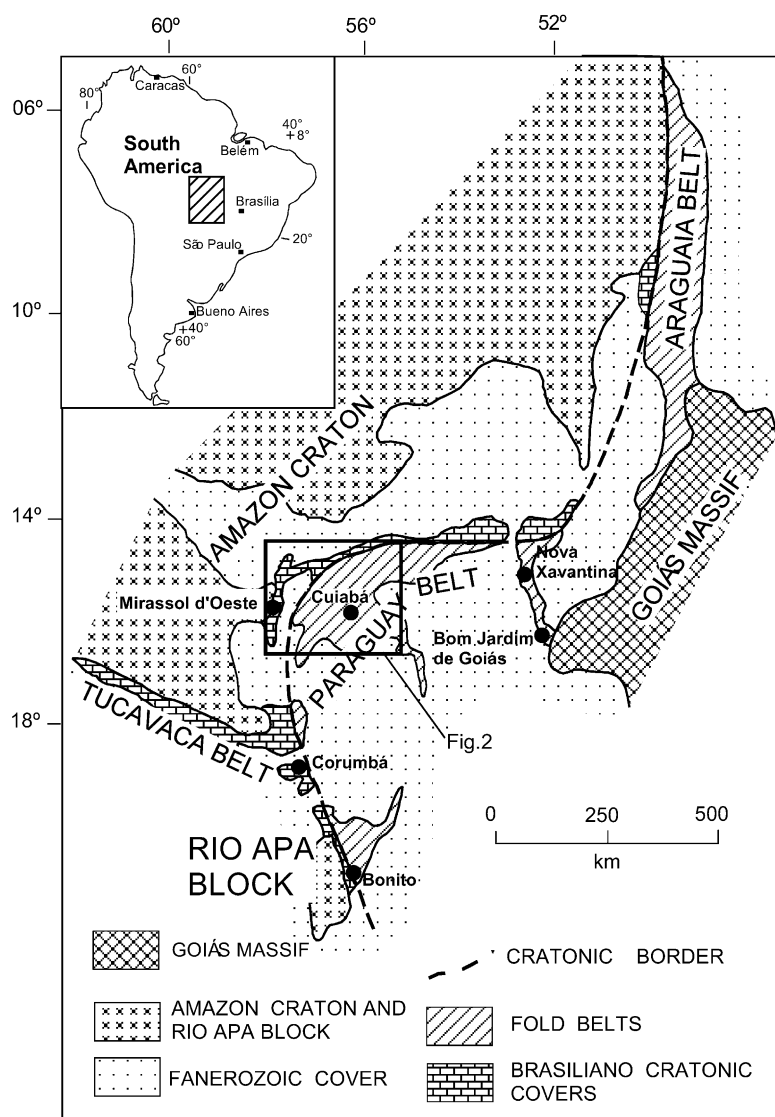 60º 56º 52º
06º
10º
14º
18º
80°
60°
Caracas
South
America
40°
+8°
Belém
Brasília
São Paulo
20°
Bueno Aires
+40°
60°
ARAGUAIA BELT
AMAZON CRATON
GOIÁS MASSIF
Nova
Xavantina
Mirassol d'Oeste
Cuiabá
PARAGUAY BELT
Bom Jardim
de Goiás
TUCAVACA BELT
Fig.2
Corumbá
RIO APA
BLOCK
Bonito
0 250 500
km
GOIÁS MASSIF
AMAZON CRATON AND
RIO APA BLOCK
FANEROZOIC COVER
CRATONIC BORDER
FOLD BELTS
BRASILIANO CRATONIC
COVERS